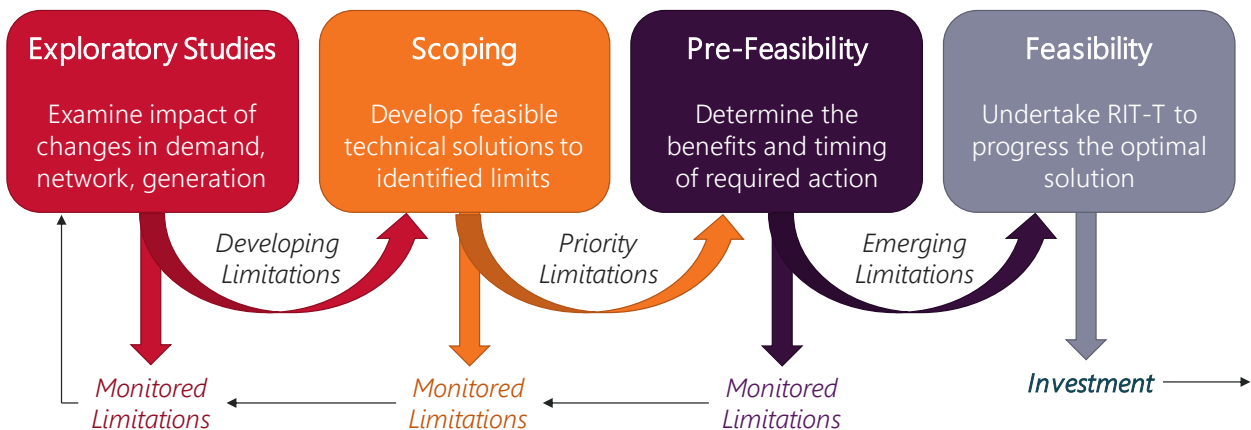 Exploratory Studies
Examine impact of
changes in demand,
network, generation
Scoping
Develop feasible
technical solutions to
identified limits
Pre-Feasibility
Determine the
benefits and timing
of required action
Feasibility
Undertake RIT-T to
progress the optimal
solution
Developing
Limitations
Priority
Limitations
Emerging
Limitations
Monitored
Limitations
Monitored
Limitations
Monitored
Limitations
Investment